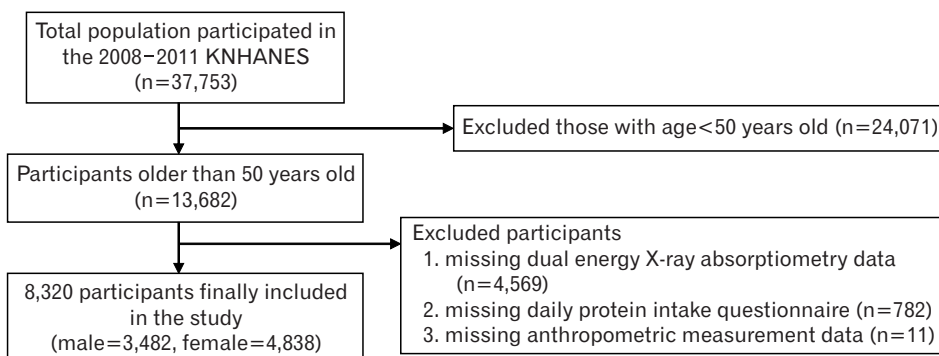 Total population participated in
the 2008−2011 KNHANES
(n=37,753)
Excluded those with age<50 years old (n=24,071)
Participants older than 50 years old
(n=13,682)
Excluded participants
1. missing dual energy X-ray absorptiometry data
(n=4,569)
2. missing daily protein intake questionnaire (n=782)
3. missing anthropometric measurement data (n=11)
8,320 participants finally included
in the study
(male=3,482, female=4,838)